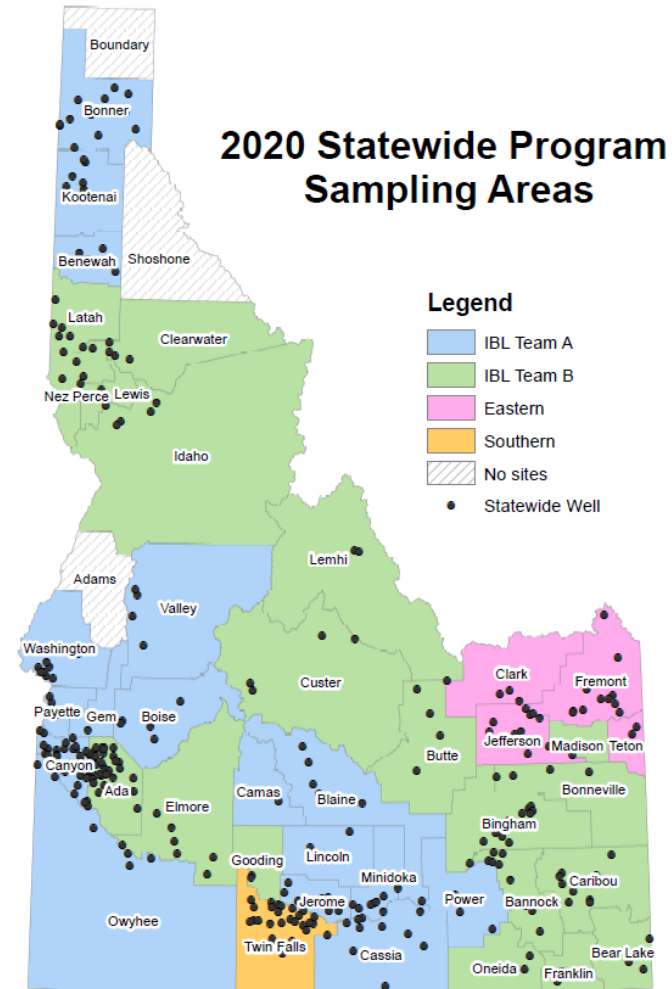 2020 Statewide Program
Sampling Areas
Legend
IBL Team A
IBL Team B
Eastern
Southern
No sites
Statewide Well
Boundary
Bonner
Kootenai
Benewah
Shoshone
Latah
Clearwater
Nez Perce
Lewis
Idaho
Adams
Lemhi
Valley
Washington
Custer
Clark
Fremont
Payette
Gem
Boise
Jefferson
Madison
Teton
Canyon
Butte
Ada
Camas
Blaine
Bonneville
Elmore
Bingham
Gooding
Lincoln
Minidoka
Caribou
Jerome
Power
Bannock
Owyhee
Twin Falls
Cassia
Bear Lake
Oneida
Franklin